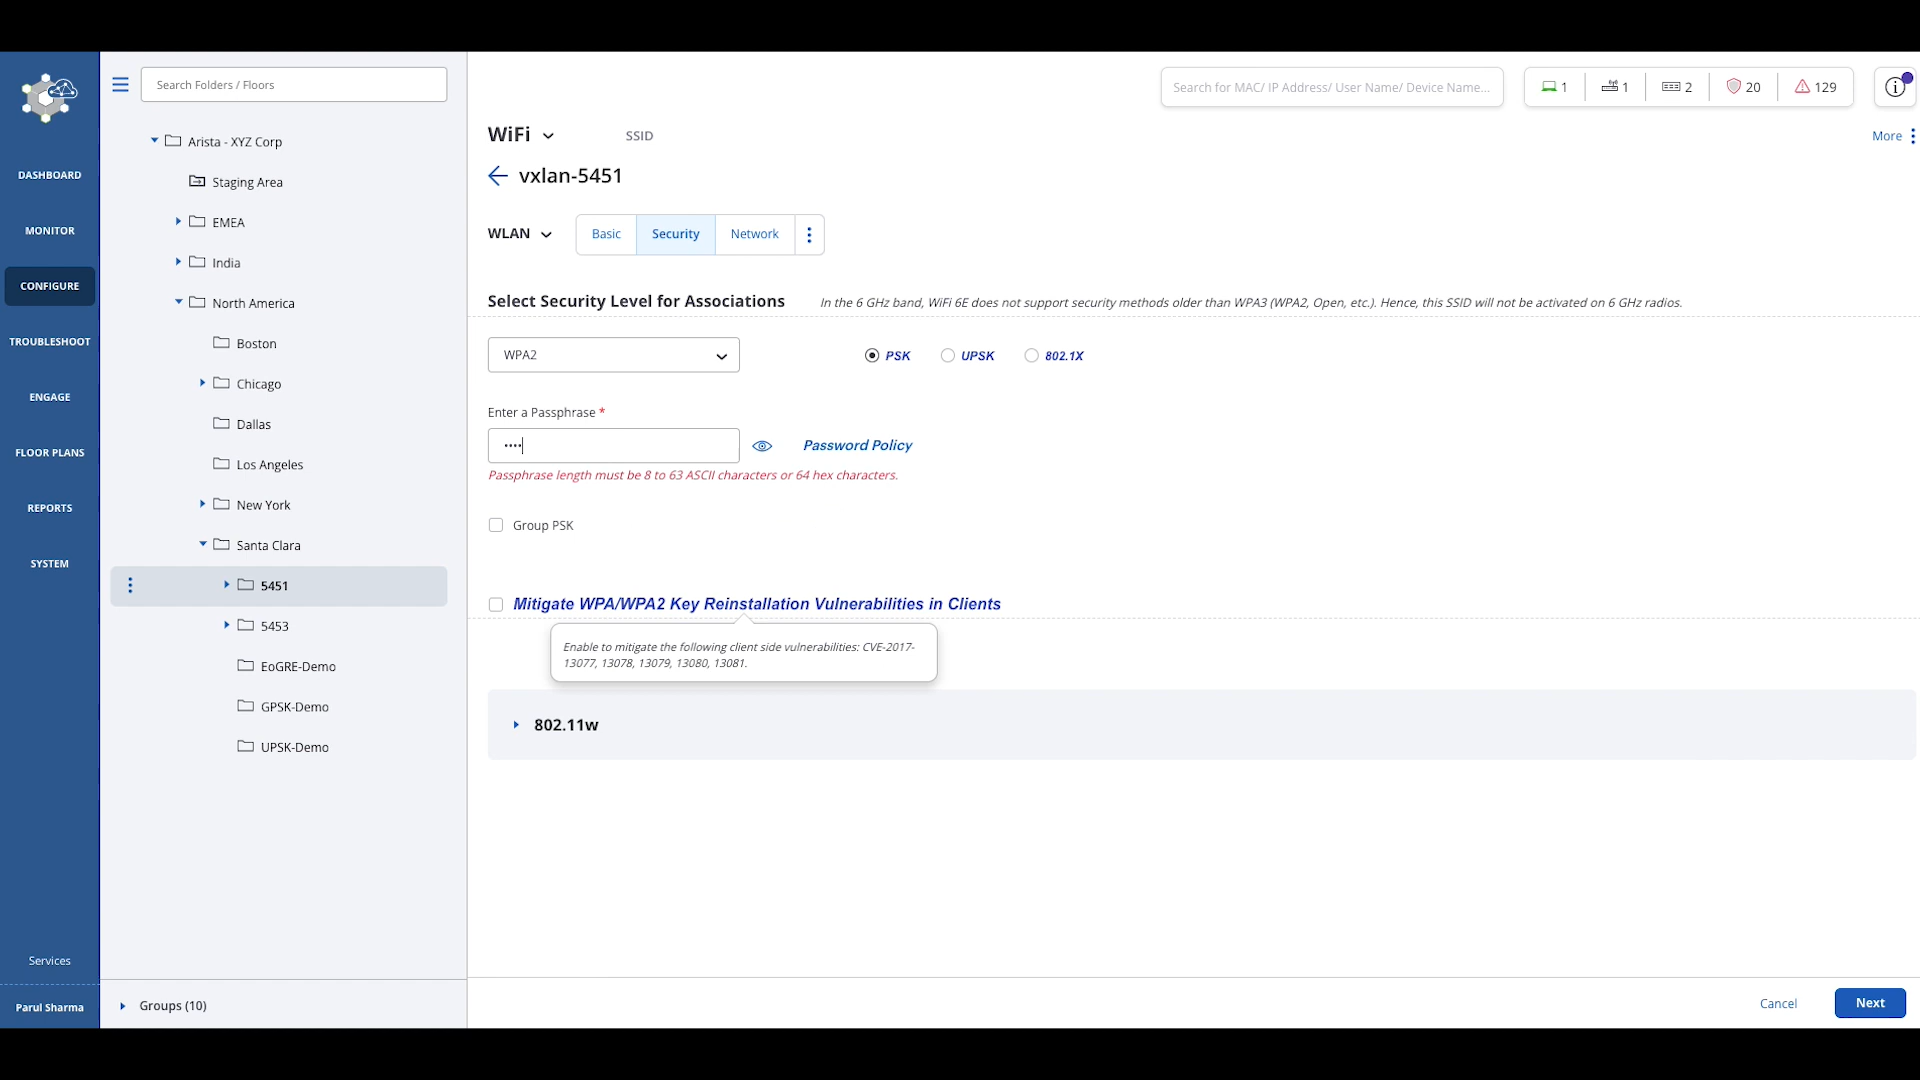 Search Folders / Floors
Search for MAC/ IP Address/ User Name/ Device Name...
1
1
2
20
129
DASHBOARD
MONITOR
CONFIGURE
TROUBLESHOOT
ENGAGE
FLOOR PLANS
REPORTS
SYSTEM
Services
Parul Sharma
Arista - XYZ Corp
Staging Area
EMEA
India
North America
Boston
Chicago
Dallas
Los Angeles
New York
Santa Clara
5451
5453
EoGRE-Demo
GPSK-Demo
UPSK-Demo
Groups (10)
WiFi
SSID
More
vxlan-5451
WLAN
Basic
Security
Network
Select Security Level for Associations
In the 6 GHz band, WiFi 6E does not support security methods older than WPA3 (WPA2, Open, etc.). Hence, this SSID will not be activated on 6 GHz radios.
WPA2
PSK
UPSK
802.1X
Enter a Passphrase *
••••
Password Policy
Passphrase length must be 8 to 63 ASCII characters or 64 hex characters.
Group PSK
Mitigate WPA/WPA2 Key Reinstallation Vulnerabilities in Clients
Enable to mitigate the following client side vulnerabilities: CVE-2017-
13077, 13078, 13079, 13080, 13081.
802.11w
Cancel
Next